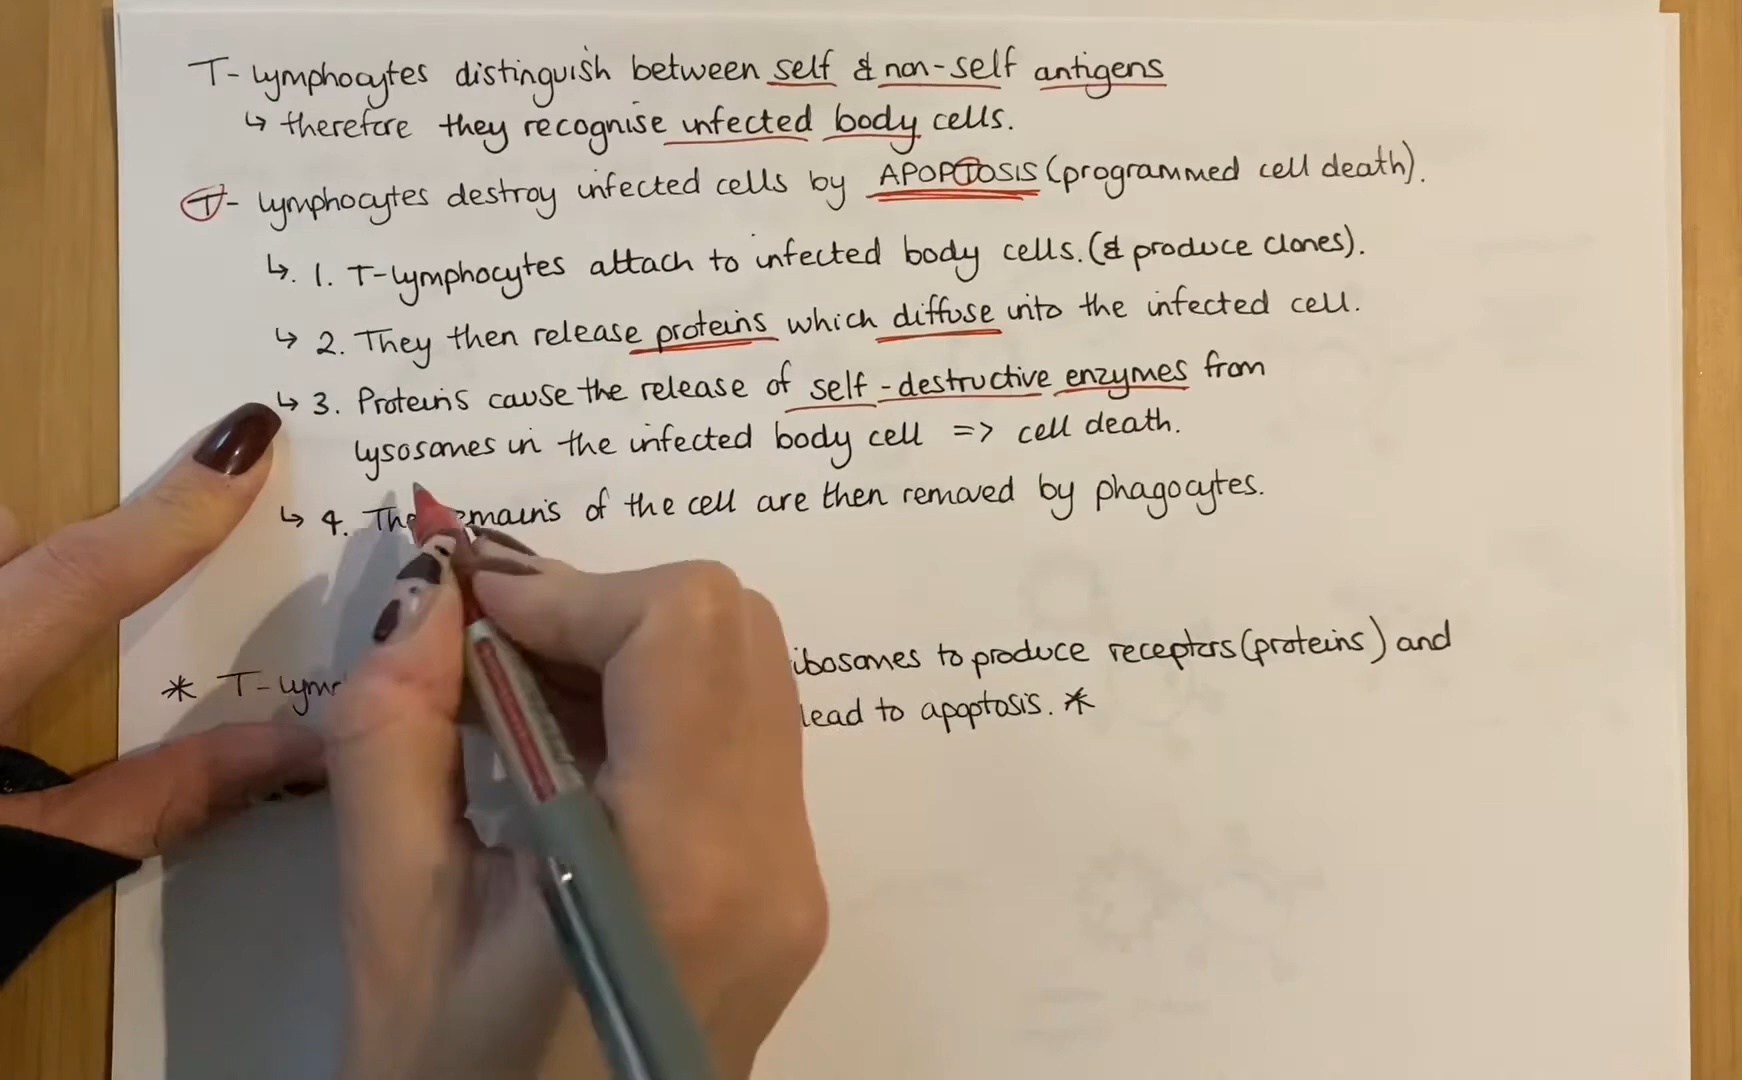 T- lymphocytes distinguish between self & non-self antigens
↳ therefore they recognise infected body cells.
T- lymphocytes destroy infected cells by APOPTOSIS (programmed cell death).
↳. 1. T-lymphocytes attach to infected body cells. (& produce clones).
↳ 2. They then release proteins which diffuse into the infected cell.
↳ 3. Proteins cause the release of self-destructive enzymes from
lysosomes in the infected body cell => cell death.
↳ 4. The remains of the cell are then removed by phagocytes.
* T- to produce receptors (proteins) and
lead to apoptosis. *